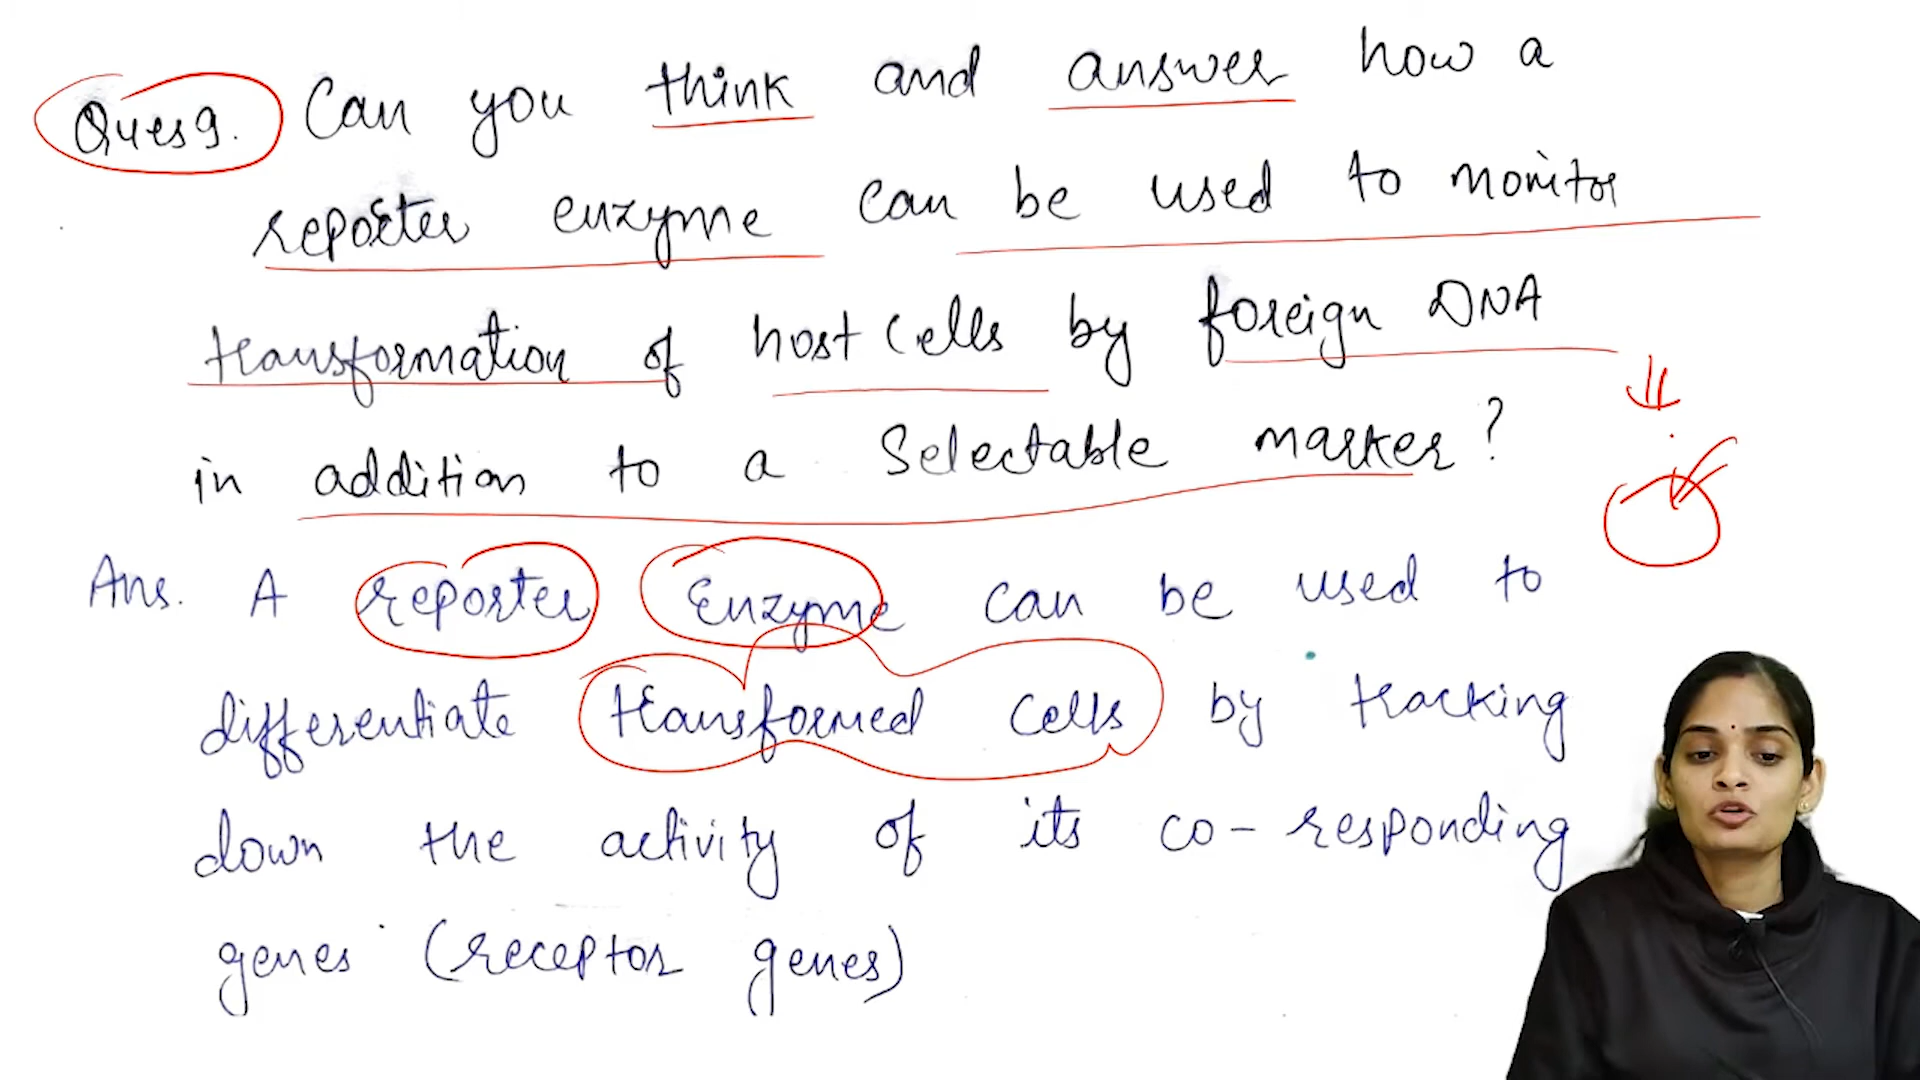 Ques 9. Can you think and answer how a
reporter enzyme can be used to monitor
transformation of host cells by foreign DNA
in addition to a selectable marker?
Ans. A reporter Enzyme can be used to
differentiate transformed cells by tracking
down the activity of its co-responding
genes (receptor genes)